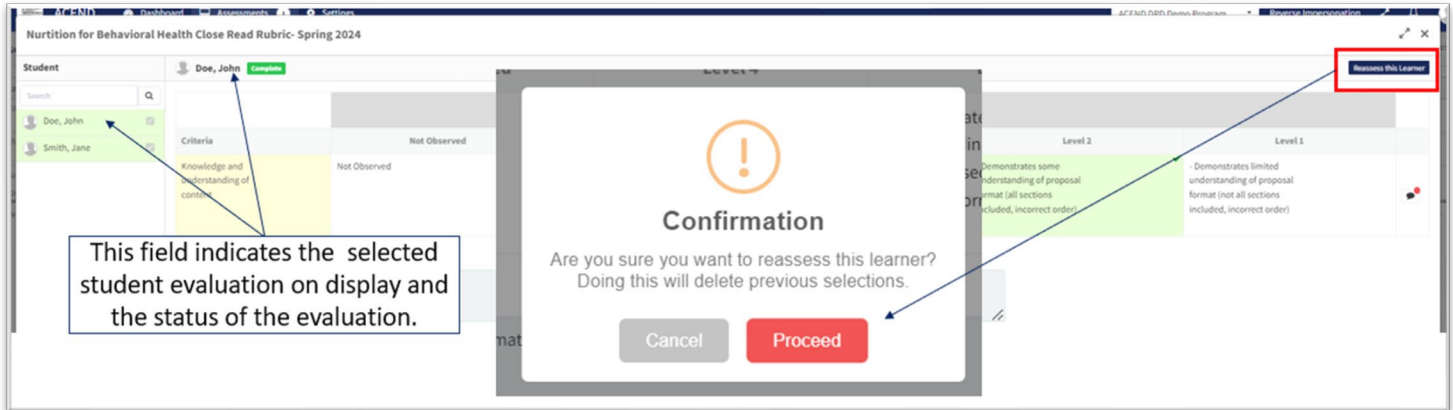 ACEND Dashboard Assessments Settings ACEND DPD Demo Program Reverse Impersonation
Nurtition for Behavioral Health Close Read Rubric- Spring 2024
Student
Doe, John Complete
Reassess this Learner
Search
Doe, John
Smith, Jane
Level 4
Criteria
Not Observed
Level 2
Level 1
Knowledge and
understanding of
content
Not Observed
Demonstrates some
understanding of proposal
format (all sections
included, incorrect order)
- Demonstrates limited
understanding of proposal
format (not all sections
included, incorrect order)
This field indicates the selected
student evaluation on display and
the status of the evaluation.
Confirmation
Are you sure you want to reassess this learner?
Doing this will delete previous selections.
Cancel
Proceed